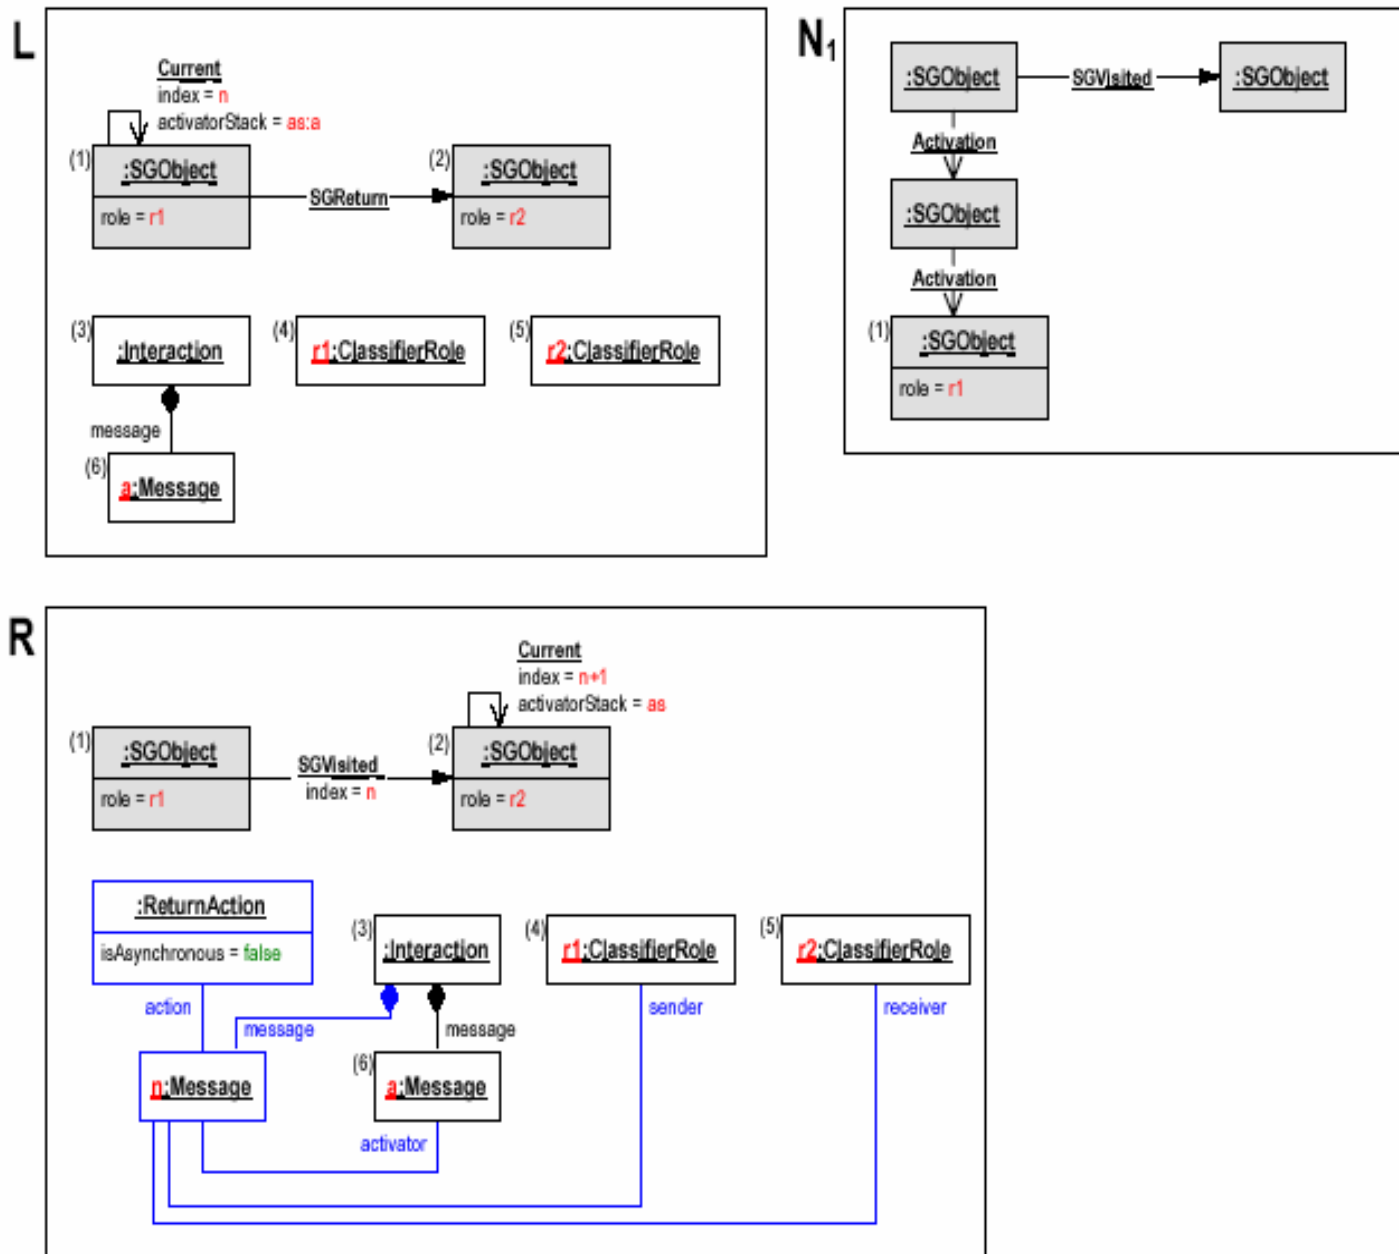 L
Current
index = n
activatorStack = as:a
(1)
:SGObject
role = r1
SGReturn
(2)
:SGObject
role = r2
(3)
:Interaction
(4)
r1:ClassifierRole
(5)
r2:ClassifierRole
message
(6)
a:Message
N1
:SGObject
SGVisited
:SGObject
Activation
:SGObject
Activation
(1)
:SGObject
role = r1
R
Current
index = n+1
activatorStack = as
(1)
:SGObject
role = r1
SGVisited
index = n
(2)
:SGObject
role = r2
:ReturnAction
isAsynchronous = false
(3)
:Interaction
(4)
r1:ClassifierRole
(5)
r2:ClassifierRole
action
message
message
sender
receiver
n:Message
(6)
a:Message
activator